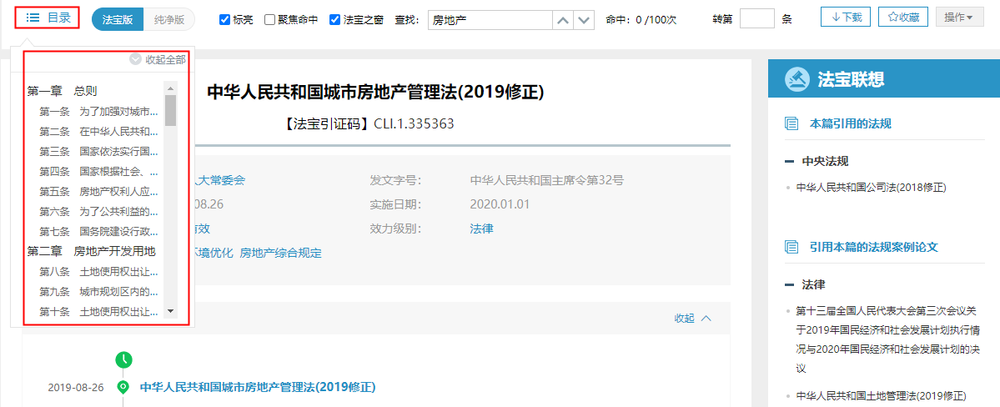 目录 法宝版 纯净版 标亮 聚焦命中 法宝之窗 查找: 房地产 命中: 0 /100次 转第 条 下载 收藏 操作
收起全部
第一章 总则
第一条 为了加强对城市...
第二条 在中华人民共和...
第三条 国家依法实行国...
第四条 国家根据社会、...
第五条 房地产权利人应...
第六条 为了公共利益的...
第七条 国务院建设行政...
第二章 房地产开发用地
第八条 土地使用权出让...
第九条 城市规划区内的...
第十条 土地使用权出让...
中华人民共和国城市房地产管理法(2019修正)
【法宝引证码】CLI.1.335363
人大常委会 发文字号: 中华人民共和国主席令第32号
08.26 实施日期: 2020.01.01
有效 效力级别: 法律
环境优化 房地产综合规定
收起
2019-08-26 中华人民共和国城市房地产管理法(2019修正)
法宝联想
本篇引用的法规
中央法规
中华人民共和国公司法(2018修正)
引用本篇的法规案例论文
法律
第十三届全国人民代表大会第三次会议关
于2019年国民经济和社会发展计划执行情
况与2020年国民经济和社会发展计划的决
议
中华人民共和国土地管理法(2019修正)